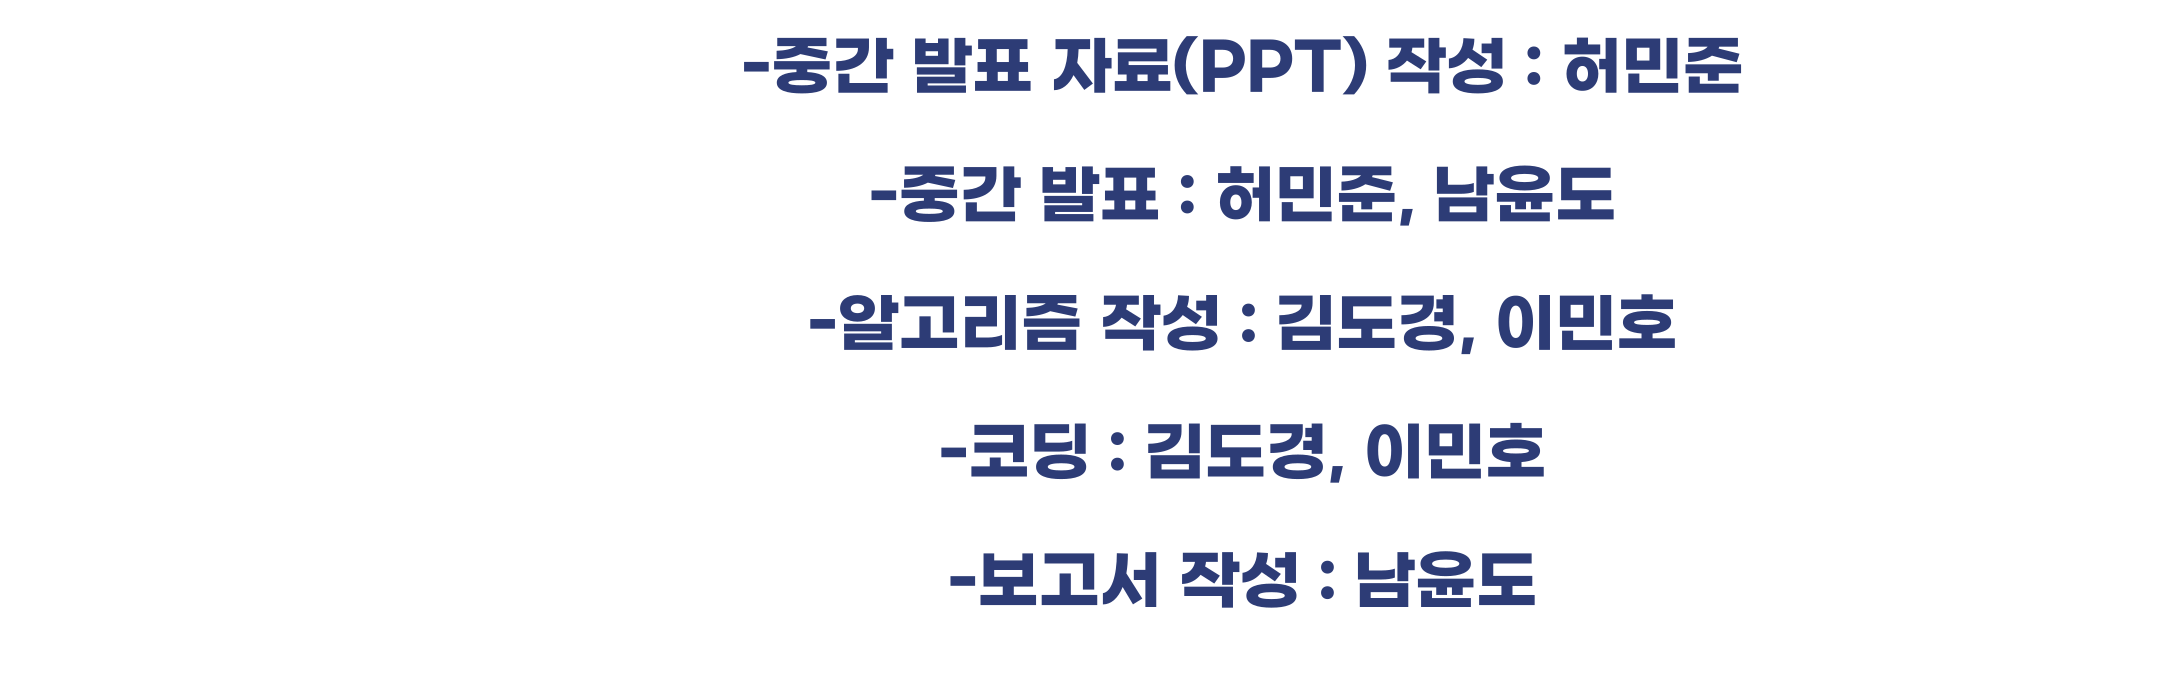 -중간 발표 자료(PPT) 작성 : 허민준
-중간 발표 : 허민준, 남윤도
-알고리즘 작성 : 김도경, 이민호
-코딩 : 김도경, 이민호
-보고서 작성 : 남윤도